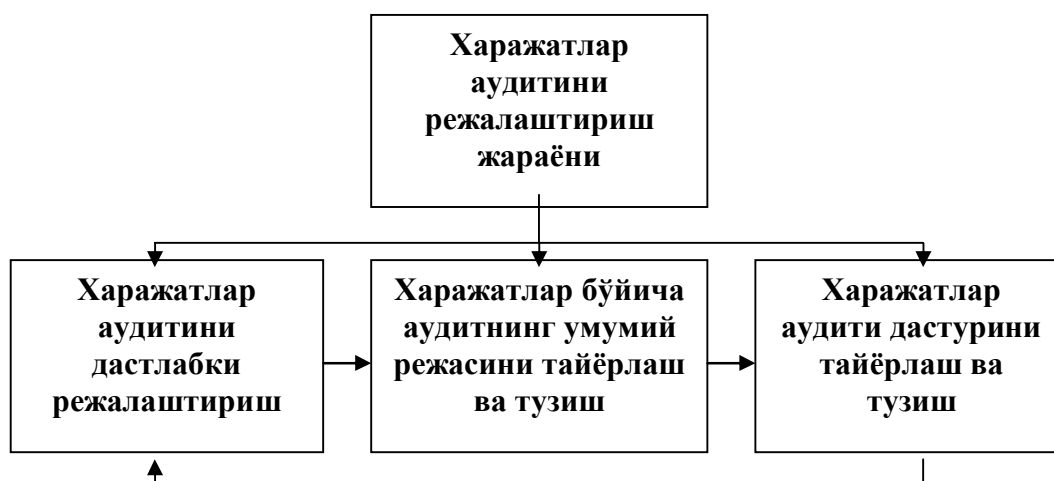 Харажатлар
аудитини
режалаштириш
жараёни
Харажатлар
аудитини
дастлабки
режалаштириш
Харажатлар бўйича
аудитнинг умумий
режасини тайёрлаш
ва тузиш
Харажатлар
аудити дастурини
тайёрлаш ва
тузиш